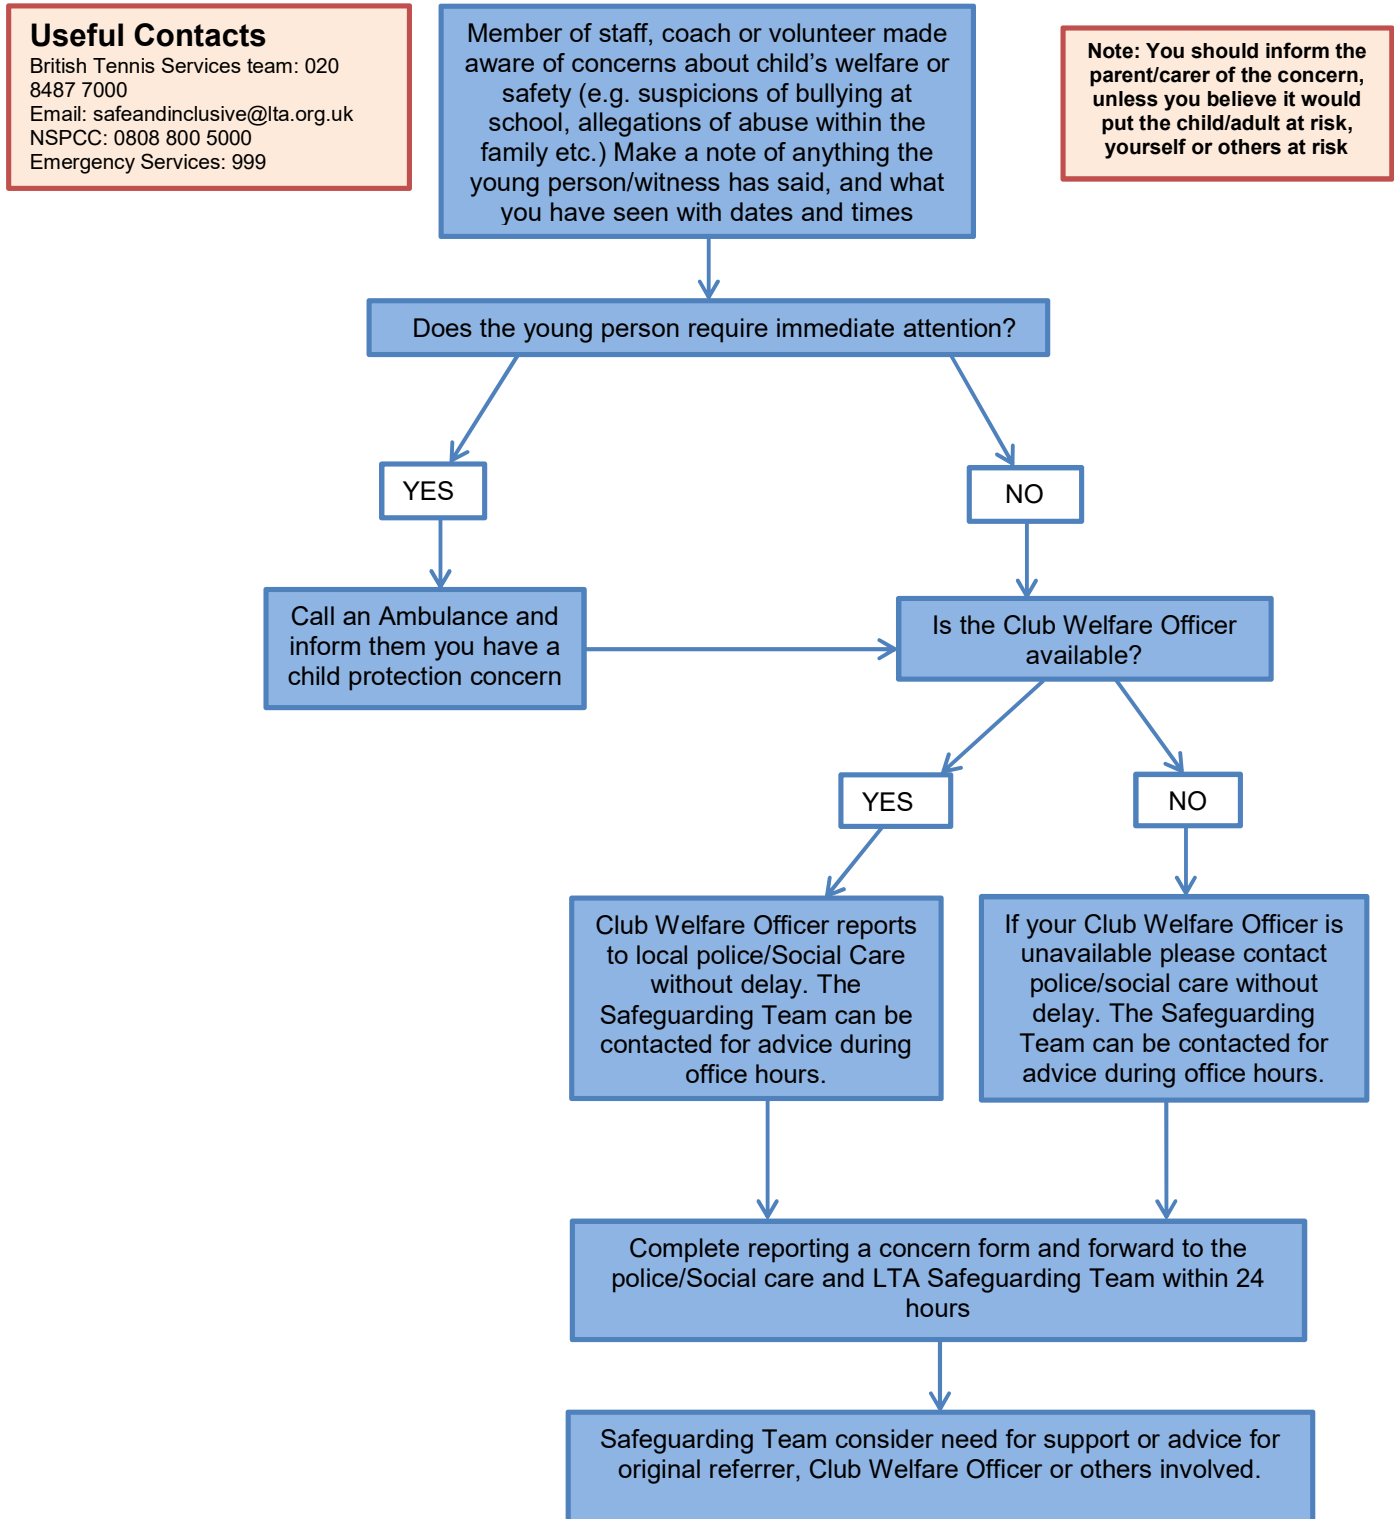 Useful Contacts
British Tennis Services team: 020
8487 7000
Email: safeandinclusive@lta.org.uk
NSPCC: 0808 800 5000
Emergency Services: 999
Member of staff, coach or volunteer made
aware of concerns about child’s welfare or
safety (e.g. suspicions of bullying at
school, allegations of abuse within the
family etc.) Make a note of anything the
young person/witness has said, and what
you have seen with dates and times
Note: You should inform the
parent/carer of the concern,
unless you believe it would
put the child/adult at risk,
yourself or others at risk
Does the young person require immediate attention?
YES
NO
Call an Ambulance and
inform them you have a
child protection concern
Is the Club Welfare Officer
available?
YES
NO
Club Welfare Officer reports
to local police/Social Care
without delay. The
Safeguarding Team can be
contacted for advice during
office hours.
If your Club Welfare Officer is
unavailable please contact
police/social care without
delay. The Safeguarding
Team can be contacted for
advice during office hours.
Complete reporting a concern form and forward to the
police/Social care and LTA Safeguarding Team within 24
hours
Safeguarding Team consider need for support or advice for
original referrer, Club Welfare Officer or others involved.